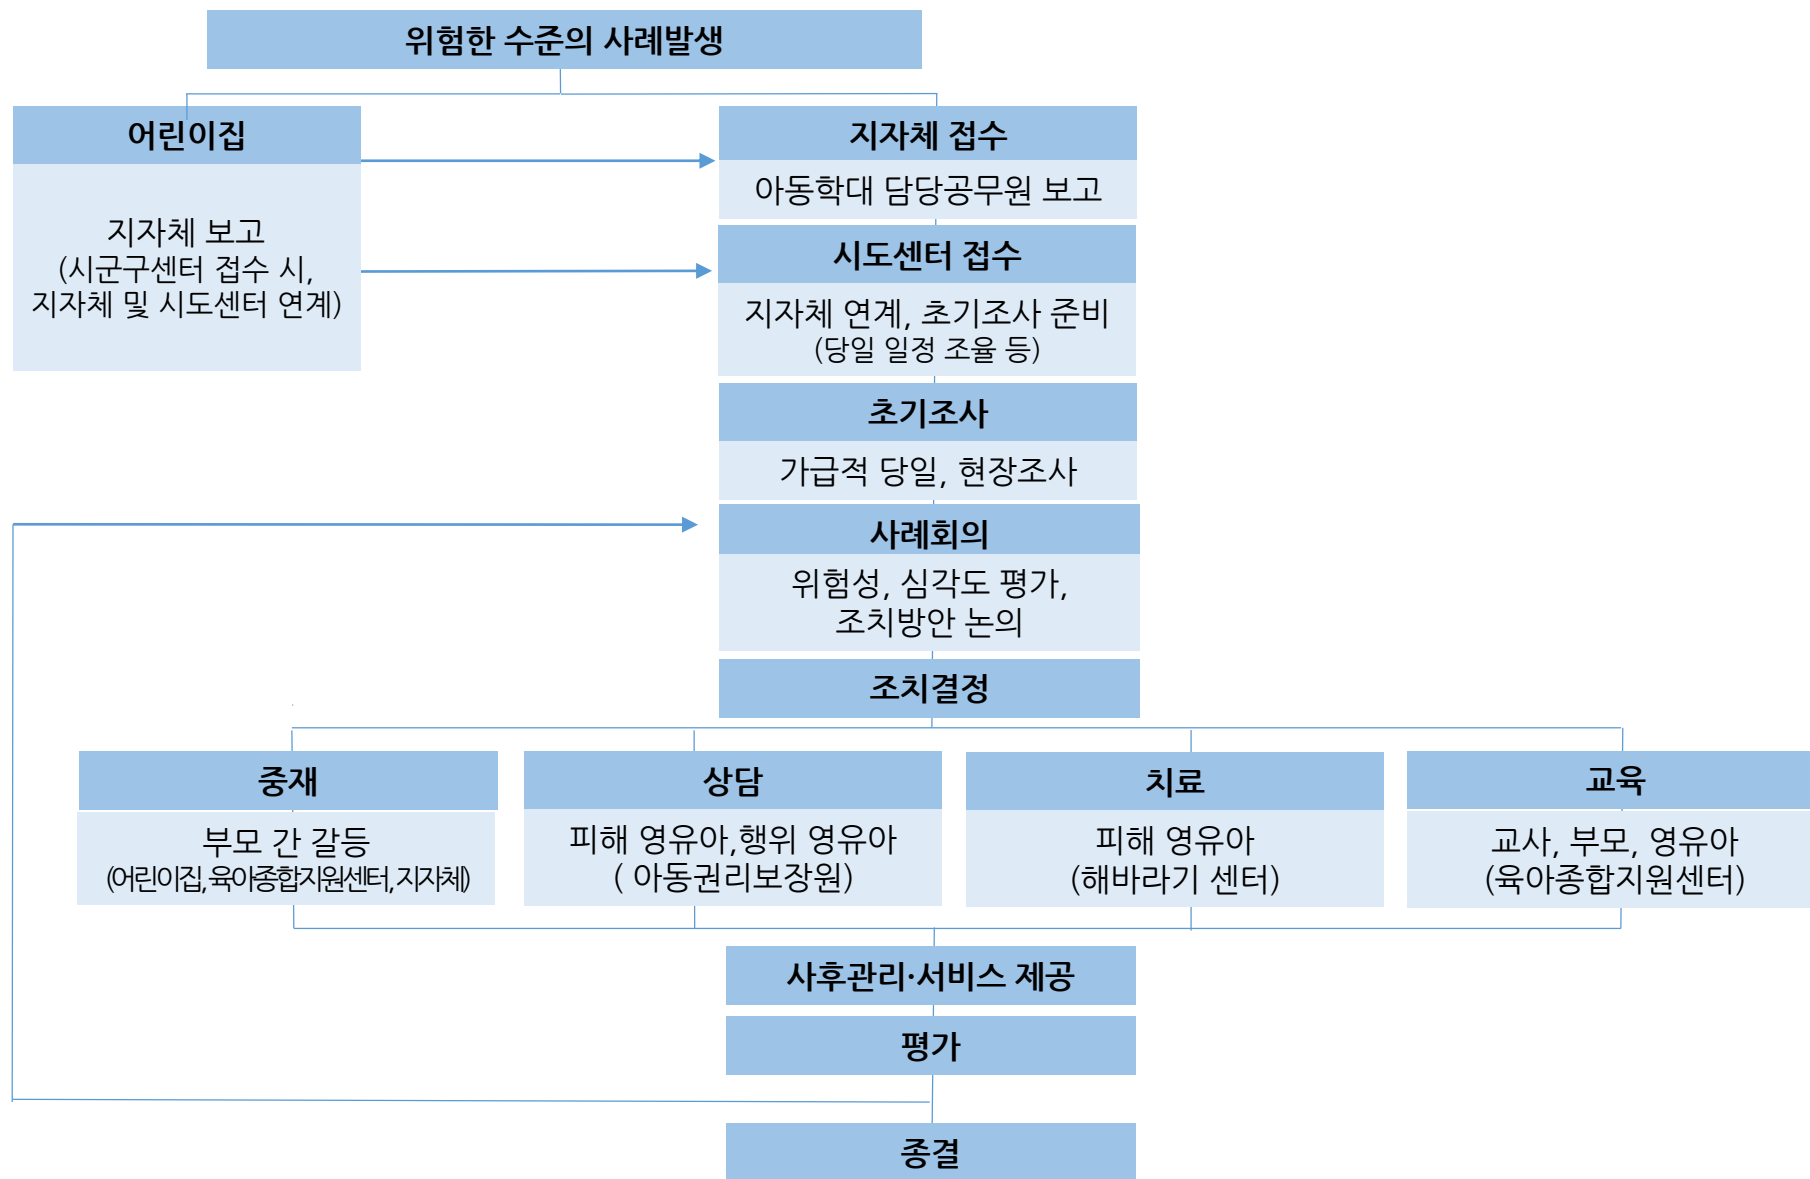 위험한 수준의 사례발생
어린이집
지자체 보고
(시군구센터 접수 시,
지자체 및 시도센터 연계)
지자체 접수
아동학대 담당공무원 보고
시도센터 접수
지자체 연계, 초기조사 준비
(당일 일정 조율 등)
초기조사
가급적 당일, 현장조사
사례회의
위험성, 심각도 평가,
조치방안 논의
조치결정
중재
부모 간 갈등
(어린이집, 육아종합지원센터, 지자체)
상담
피해 영유아,행위 영유아
( 아동권리보장원)
치료
피해 영유아
(해바라기 센터)
교육
교사, 부모, 영유아
(육아종합지원센터)
사후관리·서비스 제공
평가
종결